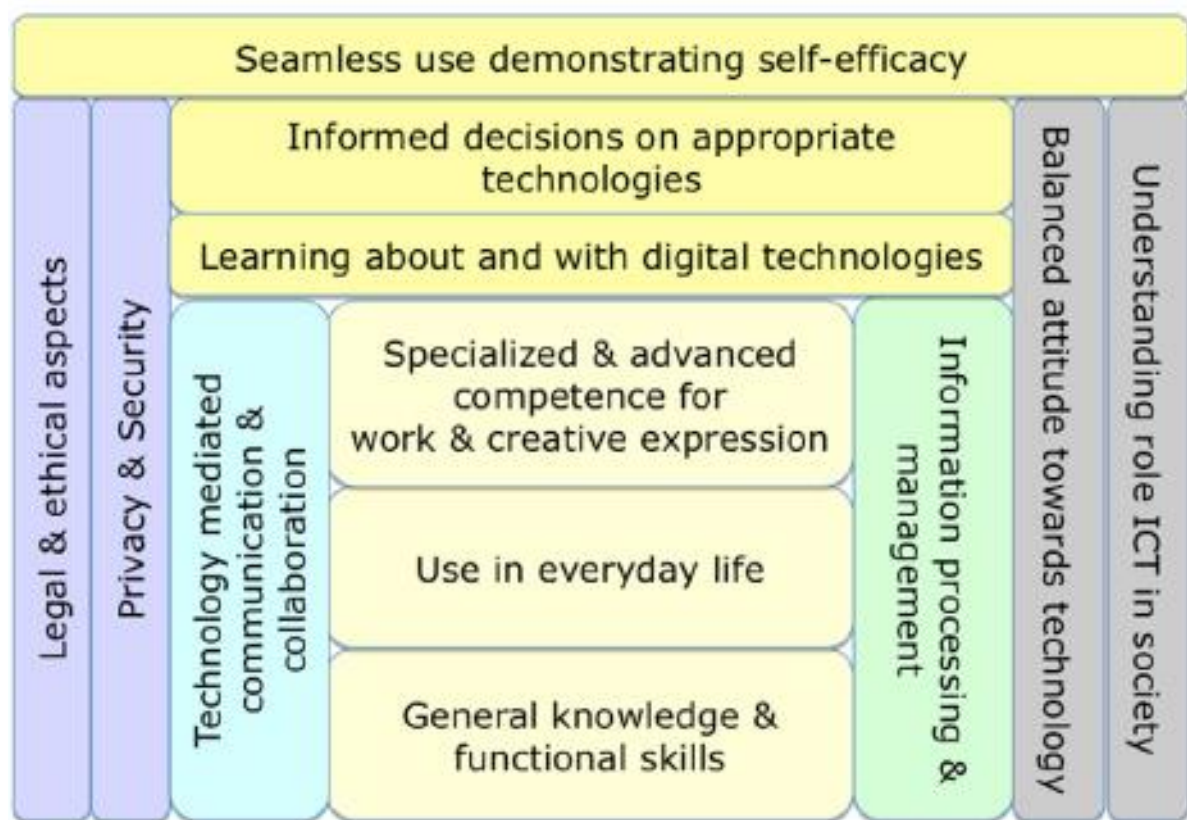 Seamless use demonstrating self-efficacy
Legal & ethical aspects
Privacy & Security
Informed decisions on appropriate
technologies
Learning about and with digital technologies
Technology mediated
communication &
collaboration
Specialized & advanced
competence for
work & creative expression
Use in everyday life
General knowledge &
functional skills
Information processing &
management
Balanced attitude towards technology
Understanding role ICT in society